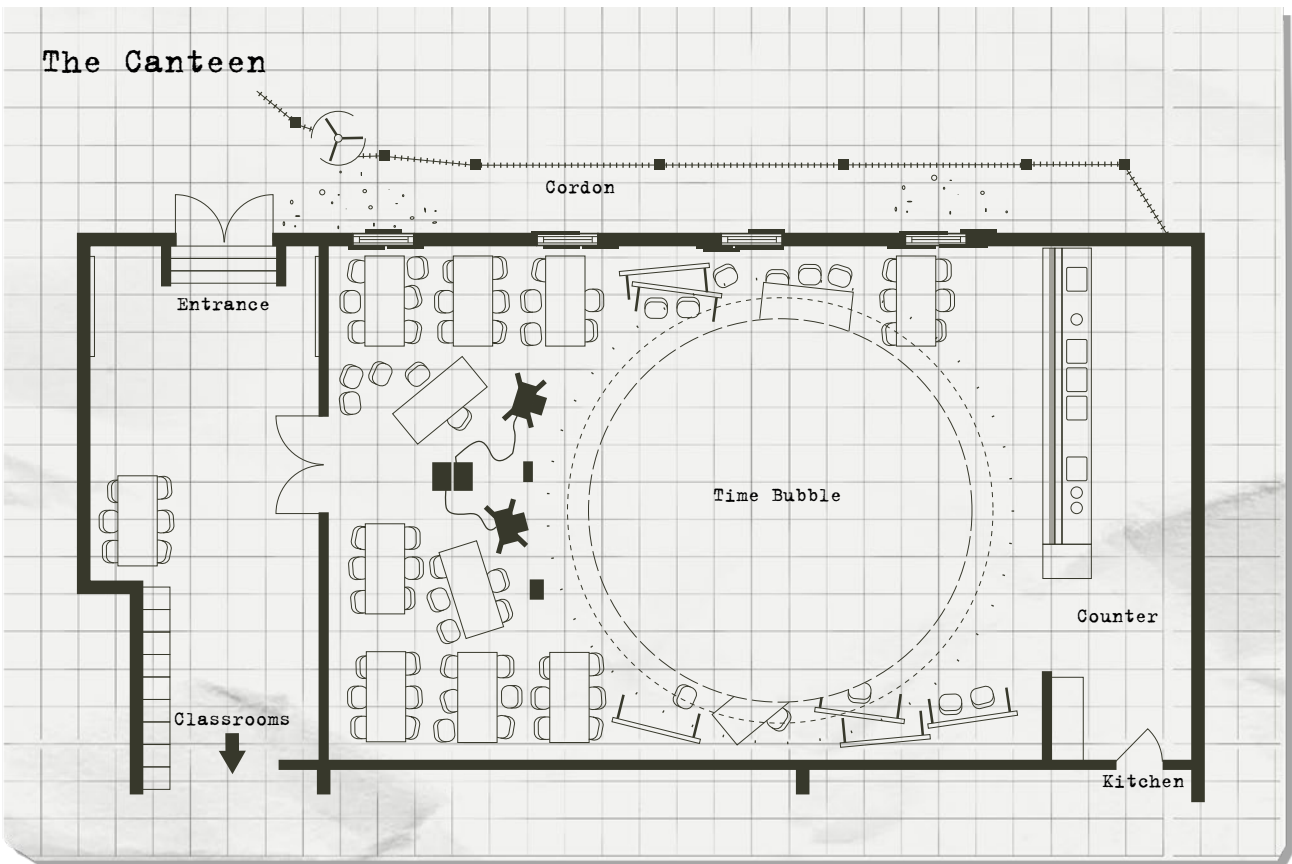 The Canteen
Cordon
Entrance
Time Bubble
Counter
Classrooms
Kitchen